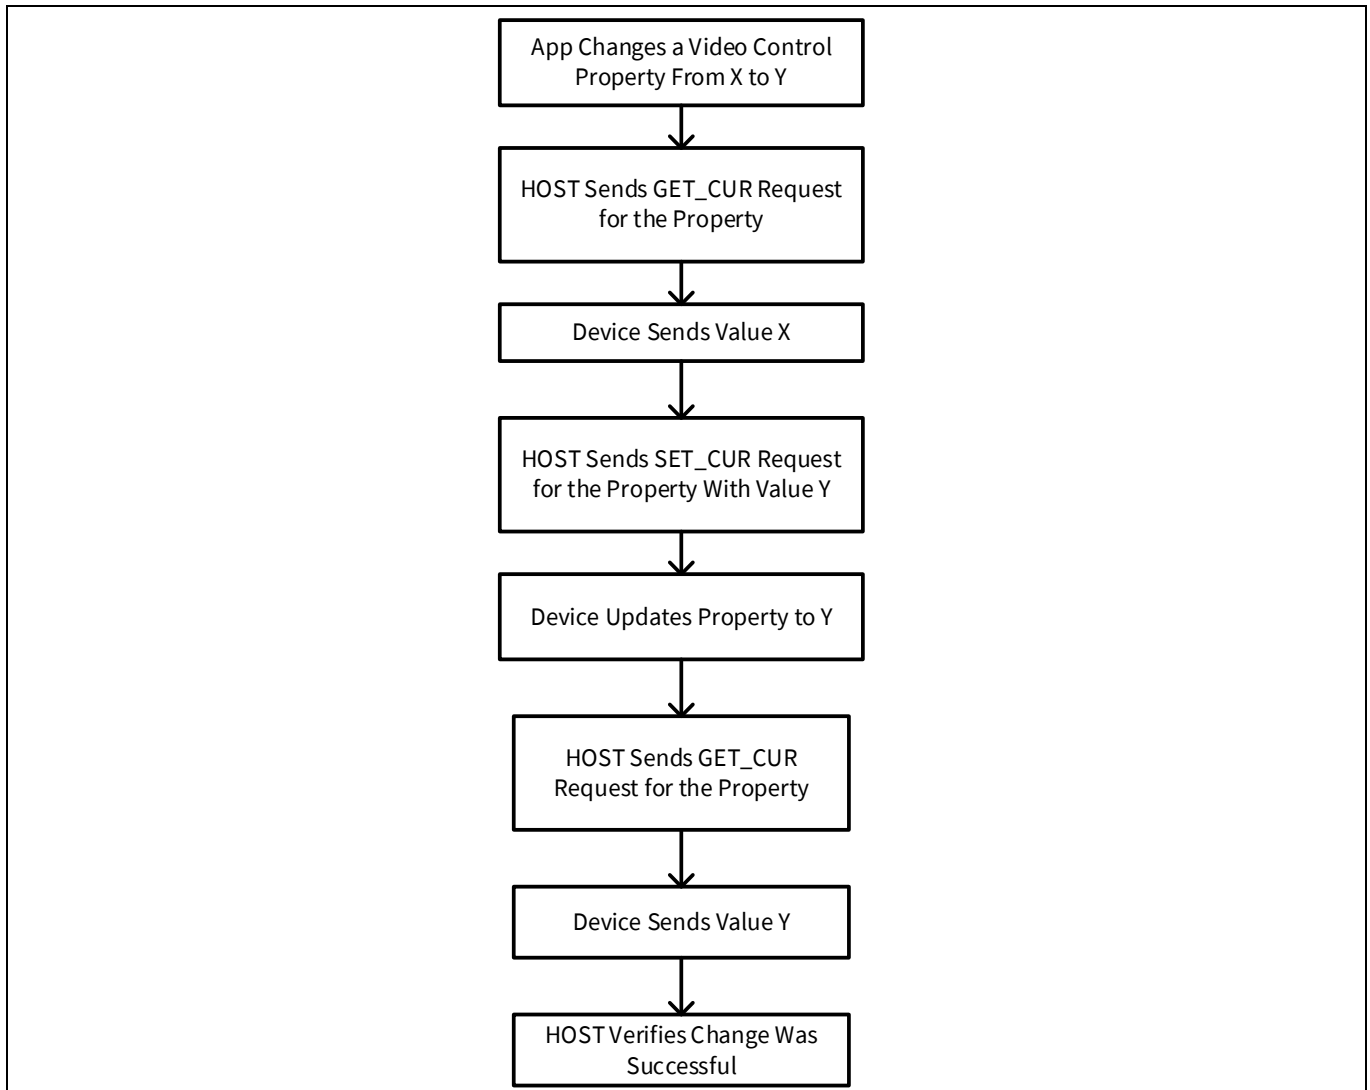 App Changes a Video Control
Property From X to Y
HOST Sends GET_CUR Request
for the Property
Device Sends Value X
HOST Sends SET_CUR Request
for the Property With Value Y
Device Updates Property to Y
HOST Sends GET_CUR
Request for the Property
Device Sends Value Y
HOST Verifies Change Was
Successful